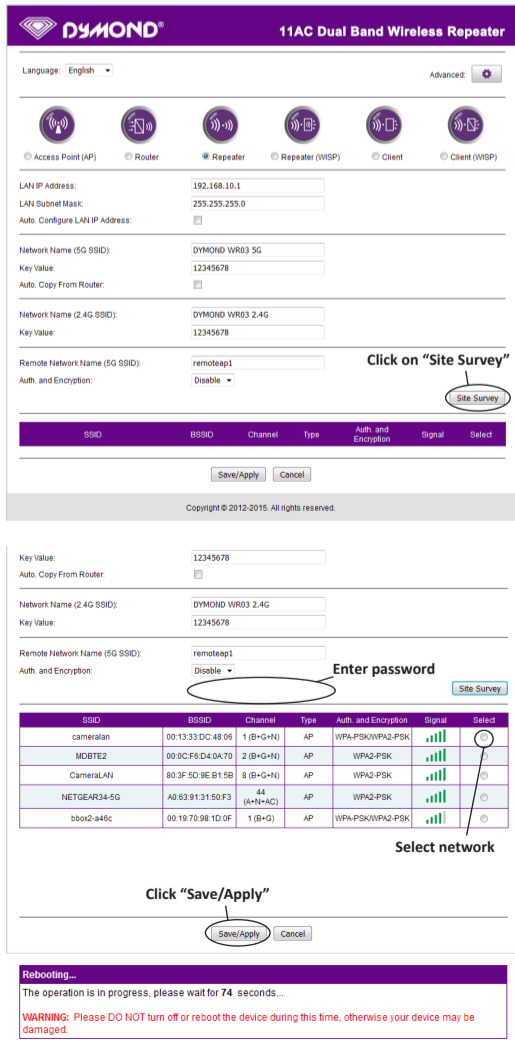 DYMOND®
11AC Dual Band Wireless Repeater
Language: English
Advanced:
Access Point (AP) Router Repeater Repeater (WISP) Client Client (WISP)
LAN IP Address: 192.168.10.1
LAN Subnet Mask: 255.255.255.0
Auto. Configure LAN IP Address:
Network Name (5G SSID): DYMOND WR03 5G
Key Value: 12345678
Auto. Copy From Router:
Network Name (2.4G SSID): DYMOND WR03 2.4G
Key Value: 12345678
Remote Network Name (5G SSID): remoteap1
Click on "Site Survey"
Auth. and Encryption: Disable
Site Survey
SSID BSSID Channel Type Auth. and Encryption Signal Select
Save/Apply Cancel
Copyright © 2012-2015. All rights reserved.
Key Value: 12345678
Auto. Copy From Router:
Network Name (2.4G SSID): DYMOND WR03 2.4G
Key Value: 12345678
Remote Network Name (5G SSID): remoteap1
Auth. and Encryption: Disable
Enter password
Site Survey
SSID BSSID Channel Type Auth. and Encryption Signal Select
cameralan 00:13:33:DC:48:06 1 (B+G+N) AP WPA-PSK/WPA2-PSK
MDBTE2 00:0C:F6:D4:0A:70 2 (B+G+N) AP WPA2-PSK
CameraLAN 80:3F:5D:9E:B1:5B 8 (B+G+N) AP WPA2-PSK
NETGEAR34-5G A0:63:91:31:50:F3 44 (A+N+AC) AP WPA2-PSK
bbox2-a46c 00:19:70:98:1D:0F 1 (B+G) AP WPA-PSK/WPA2-PSK
Select network
Click "Save/Apply"
Save/Apply Cancel
Rebooting...
The operation is in progress, please wait for 74 seconds...
WARNING: Please DO NOT turn off or reboot the device during this time, otherwise your device may be
damaged.